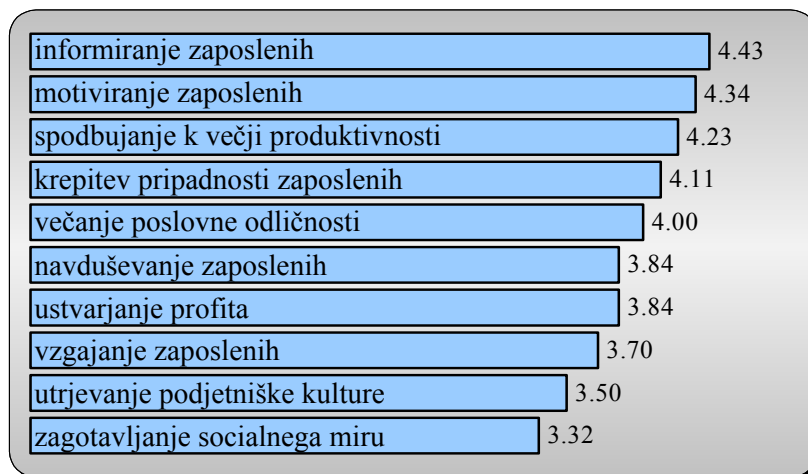 informiranje zaposlenih 4.43
motiviranje zaposlenih 4.34
spodbujanje k večji produktivnosti 4.23
krepitev pripadnosti zaposlenih 4.11
večanje poslovne odličnosti 4.00
navduševanje zaposlenih 3.84
ustvarjanje profita 3.84
vzgajanje zaposlenih 3.70
utrjevanje podjetniške kulture 3.50
zagotavljanje socialnega miru 3.32